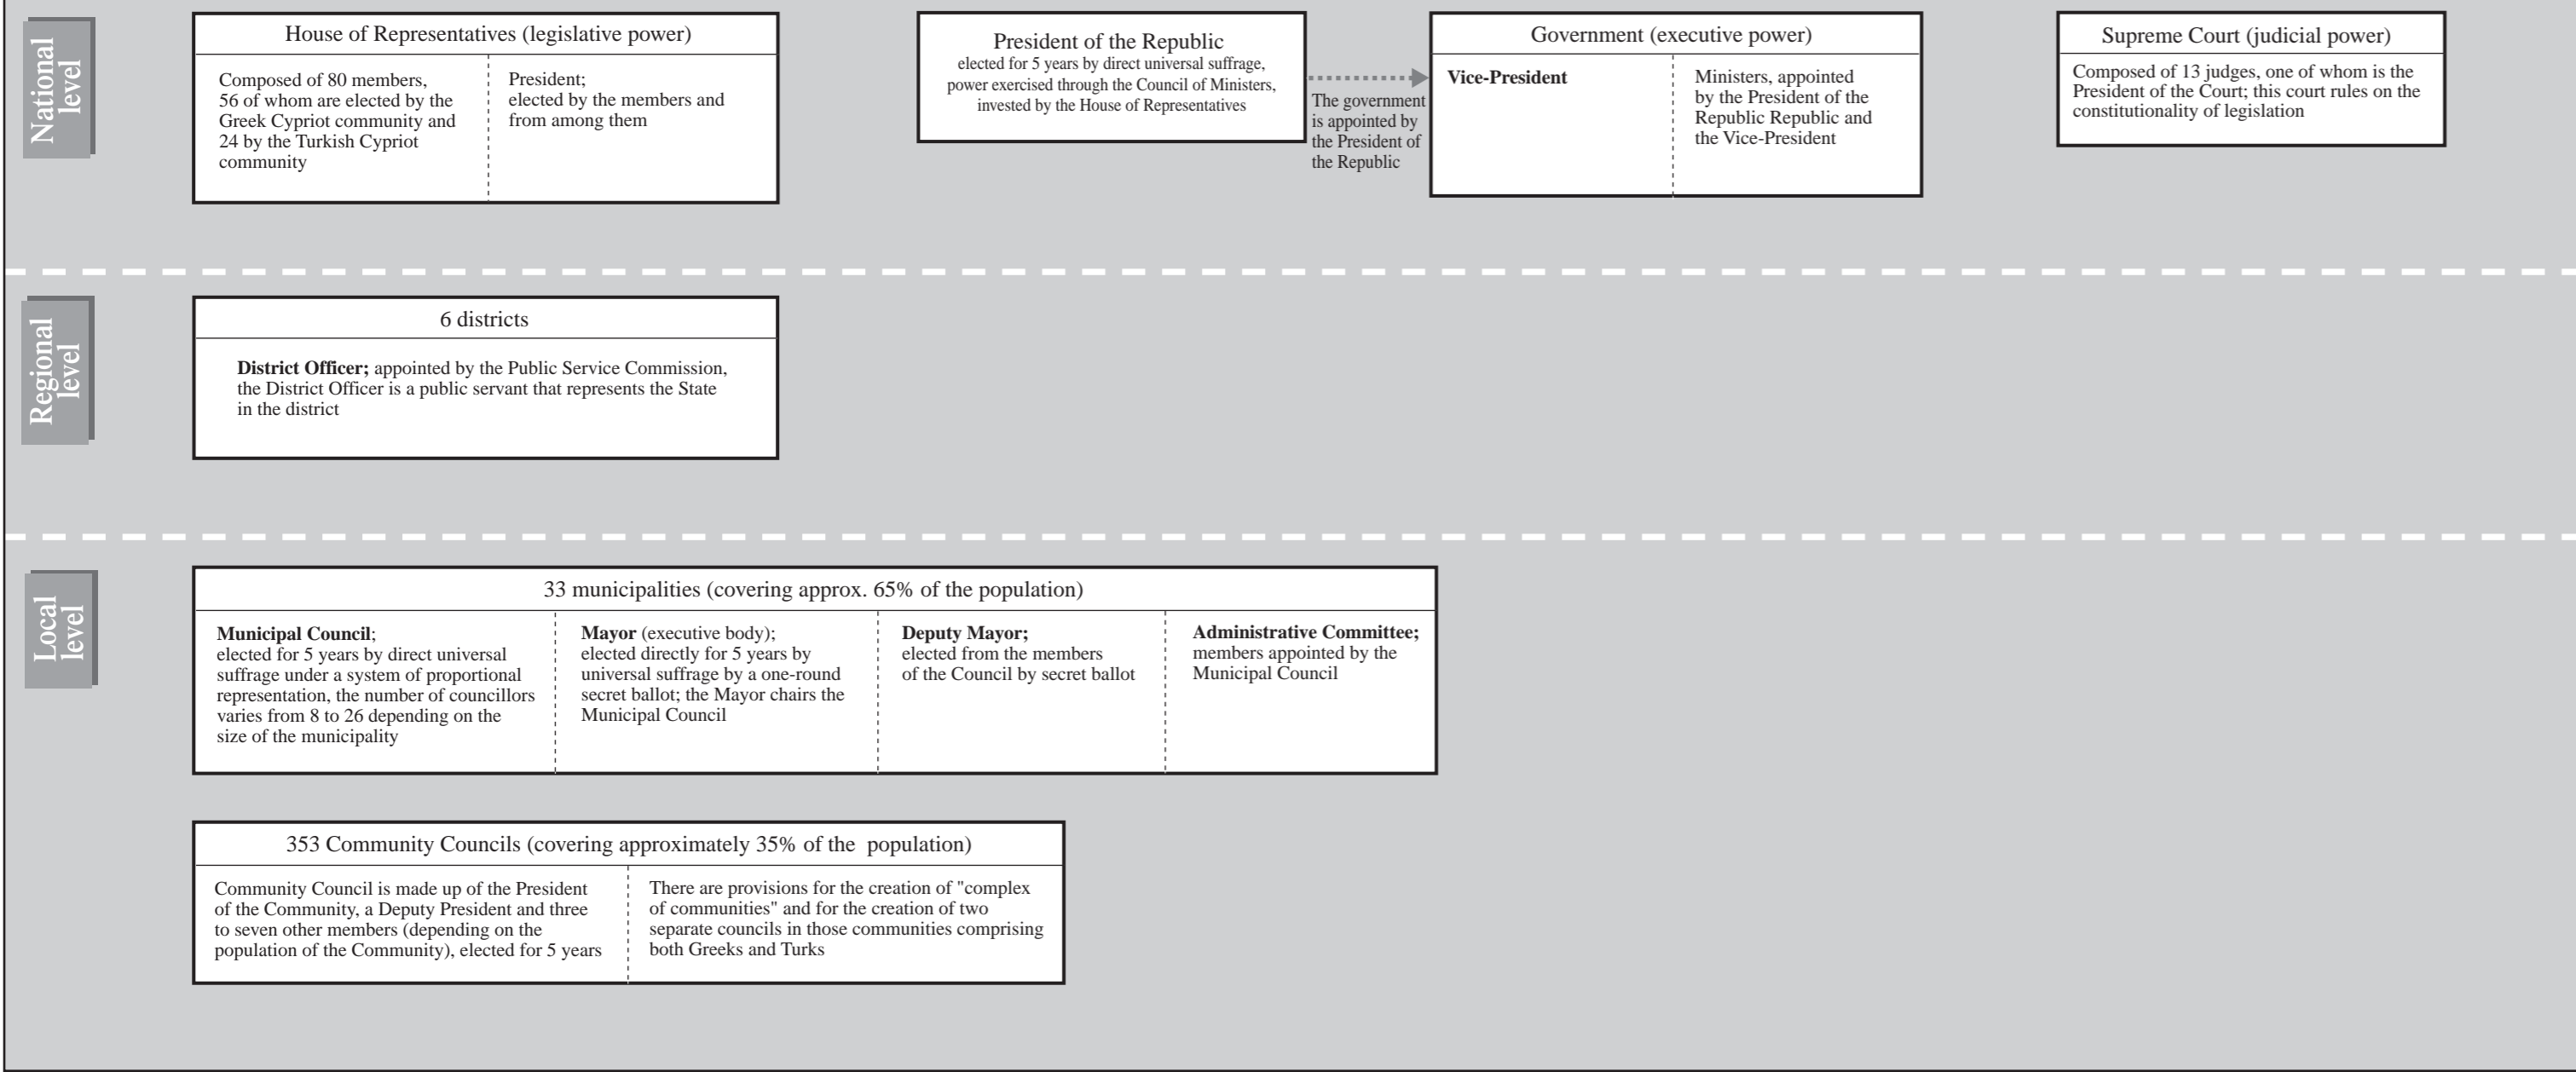 National
level
House of Representatives (legislative power)
Composed of 80 members,
56 of whom are elected by the
Greek Cypriot community and
24 by the Turkish Cypriot
community
President;
elected by the members and
from among them
President of the Republic
elected for 5 years by direct universal suffrage,
power exercised through the Council of Ministers,
invested by the House of Representatives
The government
is appointed by
the President of
the Republic
Government (executive power)
Vice-President
Ministers, appointed
by the President of the
Republic Republic and
the Vice-President
Supreme Court (judicial power)
Composed of 13 judges, one of whom is the
President of the Court; this court rules on the
constitutionality of legislation
Regional
level
6 districts
District Officer; appointed by the Public Service Commission,
the District Officer is a public servant that represents the State
in the district
Local
level
33 municipalities (covering approx. 65% of the population)
Municipal Council;
elected for 5 years by direct universal
suffrage under a system of proportional
representation, the number of councillors
varies from 8 to 26 depending on the
size of the municipality
Mayor (executive body);
elected directly for 5 years by
universal suffrage by a one-round
secret ballot; the Mayor chairs the
Municipal Council
Deputy Mayor;
elected from the members
of the Council by secret ballot
Administrative Committee;
members appointed by the
Municipal Council
353 Community Councils (covering approximately 35% of the population)
Community Council is made up of the President
of the Community, a Deputy President and three
to seven other members (depending on the
population of the Community), elected for 5 years
There are provisions for the creation of "complex
of communities" and for the creation of two
separate councils in those communities comprising
both Greeks and Turks